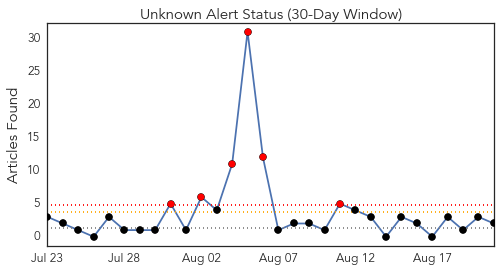 Unknown Alert Status (30-Day Window)
Articles Found
30
25
20
15
10
5
0
Jul 23 Jul 28 Aug 02 Aug 07 Aug 12 Aug 17